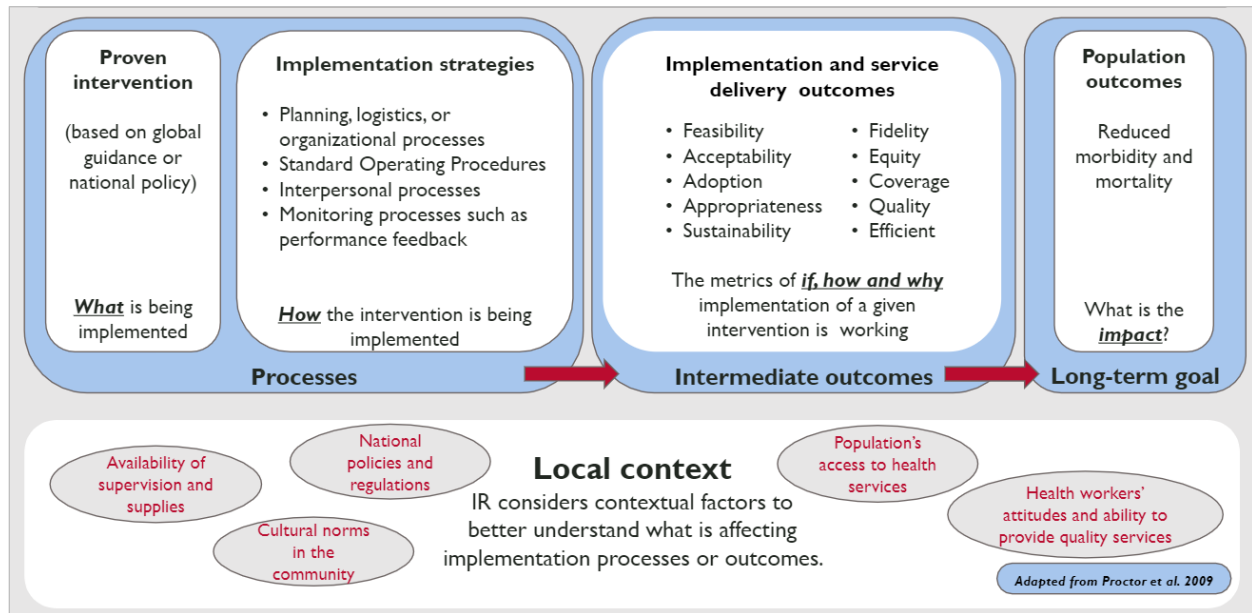 Proven
intervention
(based on global
guidance or
national policy)
What is being
implemented
Implementation strategies
• Planning, logistics, or
organizational processes
• Standard Operating Procedures
• Interpersonal processes
• Monitoring processes such as
performance feedback
How the intervention is being
implemented
Processes
Implementation and service
delivery outcomes
• Feasibility
• Acceptability
• Adoption
• Appropriateness
• Sustainability
• Fidelity
• Equity
• Coverage
• Quality
• Efficient
The metrics of if, how and why
implementation of a given
intervention is working
Intermediate outcomes
Population
outcomes
Reduced
morbidity and
mortality
What is the
impact?
Long-term goal
Availability of
supervision and
supplies
National
policies and
regulations
Cultural norms
in the
community
Local context
IR considers contextual factors to
better understand what is affecting
implementation processes or outcomes.
Population's
access to health
services
Health workers'
attitudes and ability to
provide quality services
Adapted from Proctor et al. 2009